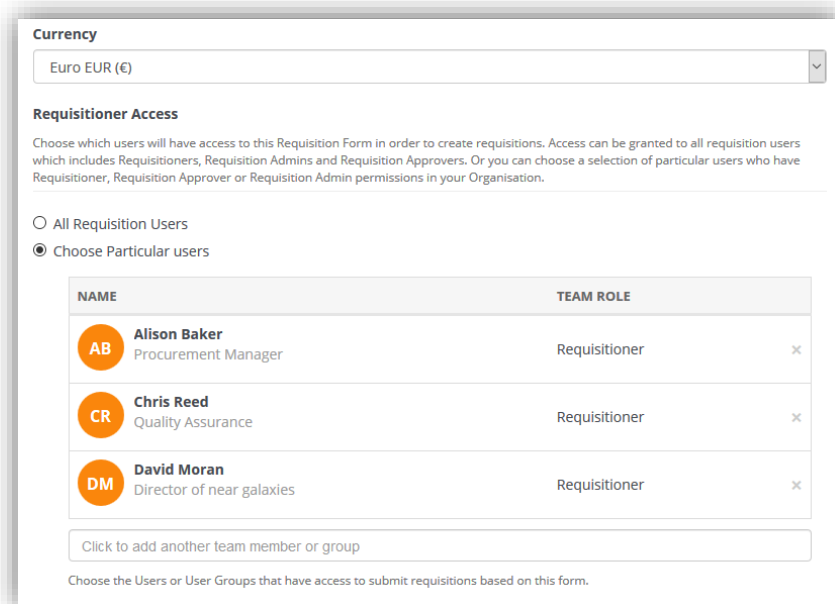 Currency
Euro EUR (€)
Requisitioner Access
Choose which users will have access to this Requisition Form in order to create requisitions. Access can be granted to all requisition users
which includes Requisitioners, Requisition Admins and Requisition Approvers. Or you can choose a selection of particular users who have
Requisitioner, Requisition Approver or Requisition Admin permissions in your Organisation.
All Requisition Users
Choose Particular users
NAME TEAM ROLE
AB Alison Baker
Procurement Manager
Requisitioner ×
CR Chris Reed
Quality Assurance
Requisitioner ×
DM David Moran
Director of near galaxies
Requisitioner ×
Click to add another team member or group
Choose the Users or User Groups that have access to submit requisitions based on this form.